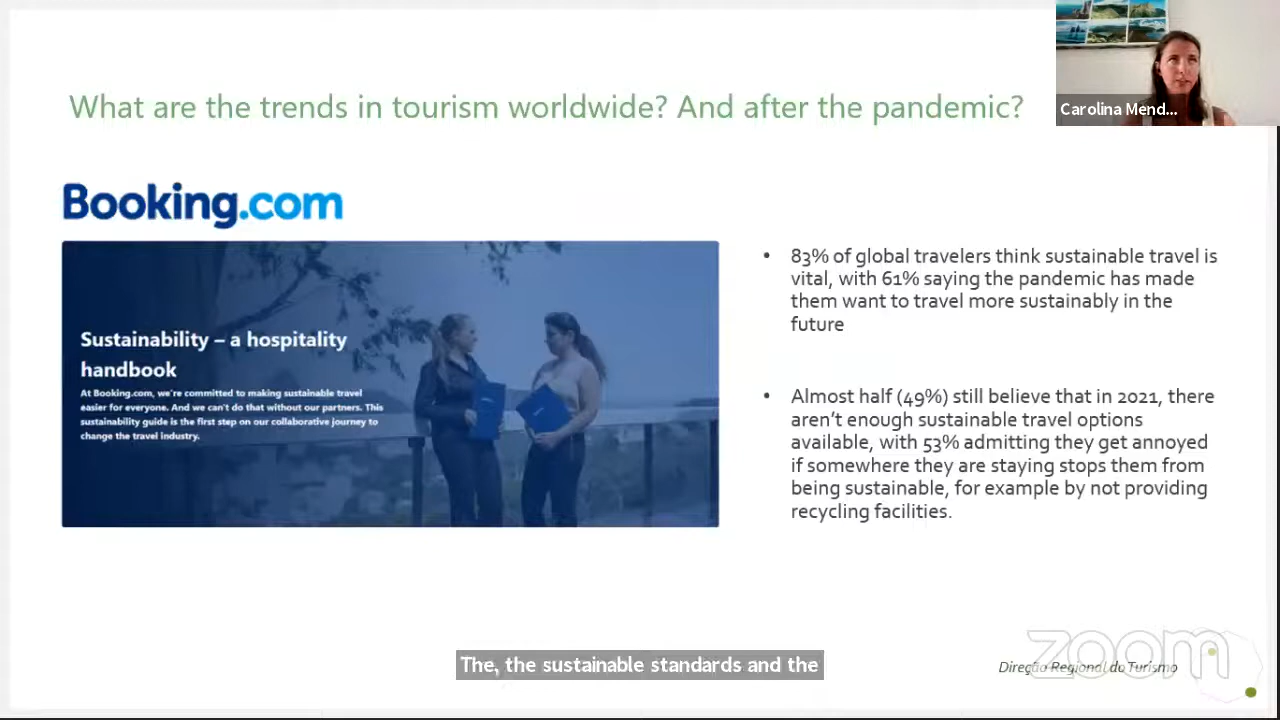 What are the trends in tourism worldwide? And after the pandemic?
Carolina Mend...
Booking.com
Sustainability – a hospitality
handbook
At Booking.com, we're committed to making sustainable travel
easier for everyone. And we can't do that without our partners. This
sustainability guide is the first step on our collaborative journey to
change the travel industry.
• 83% of global travelers think sustainable travel is
vital, with 61% saying the pandemic has made
them want to travel more sustainably in the
future
• Almost half (49%) still believe that in 2021, there
aren't enough sustainable travel options
available, with 53% admitting they get annoyed
if somewhere they are staying stops them from
being sustainable, for example by not providing
recycling facilities.
The, the sustainable standards and the
zoom
Direção Regional do Turismo